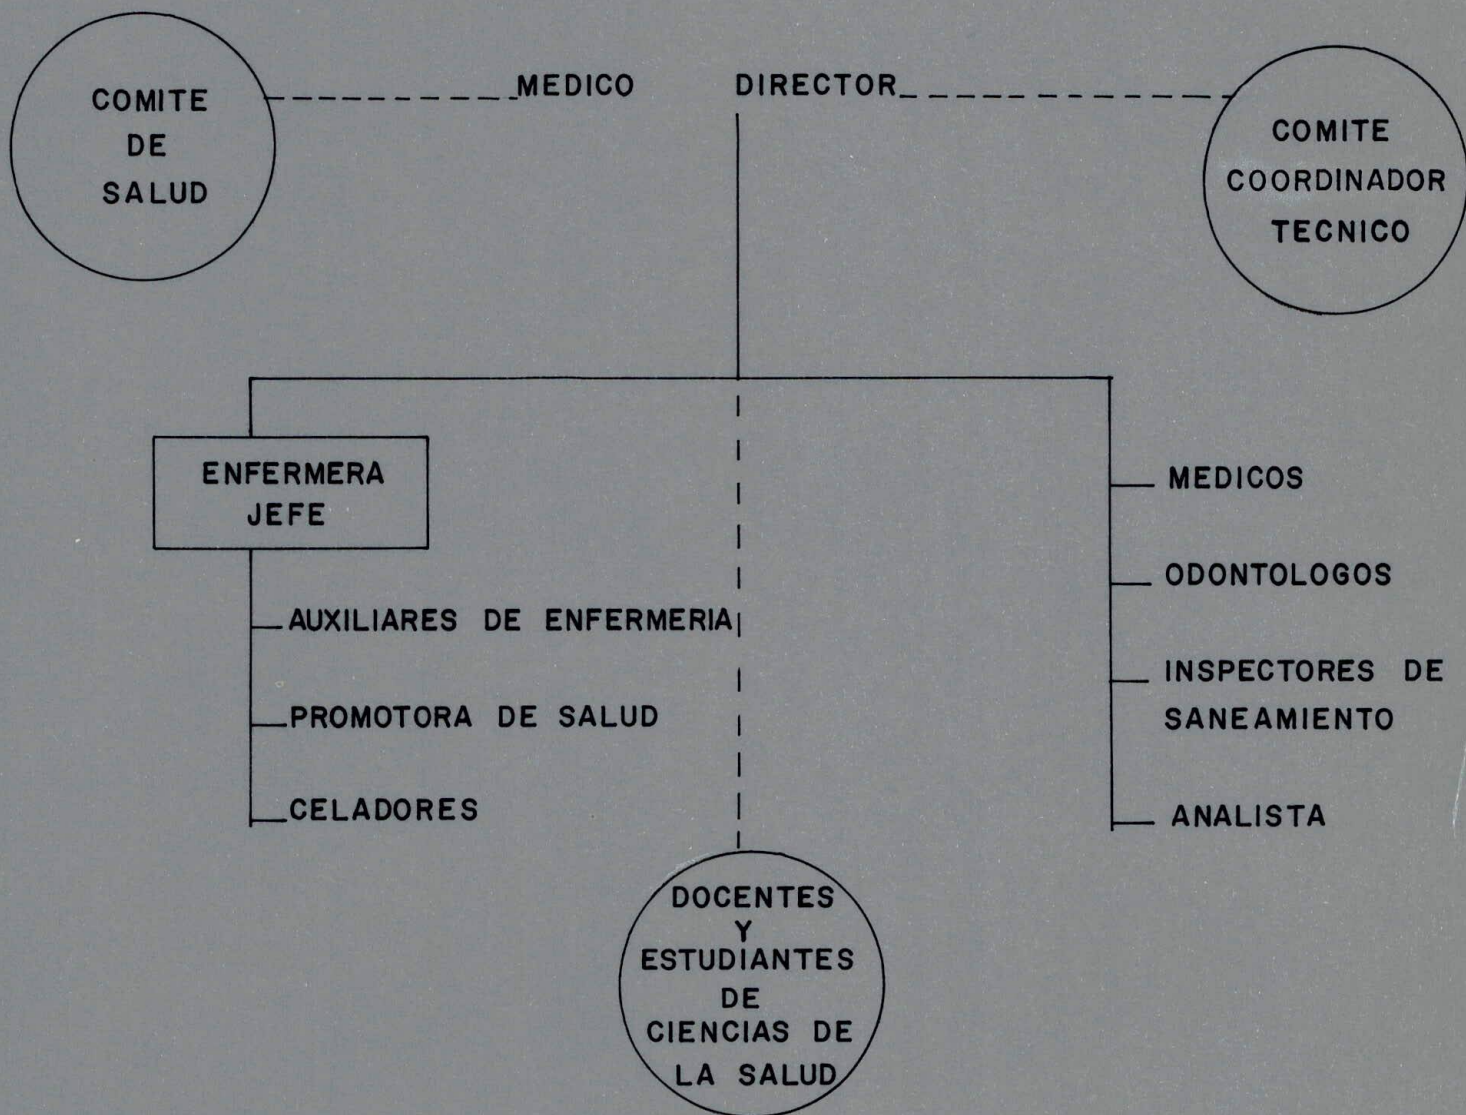 COMITE
DE
SALUD
MEDICO DIRECTOR
COMITE
COORDINADOR
TECNICO
ENFERMERA
JEFE
AUXILIARES DE ENFERMERIA
PROMOTORA DE SALUD
CELADORES
MEDICOS
ODONTOLOGOS
INSPECTORES DE
SANEAMIENTO
ANALISTA
DOCENTES
Y
ESTUDIANTES
DE
CIENCIAS DE
LA SALUD